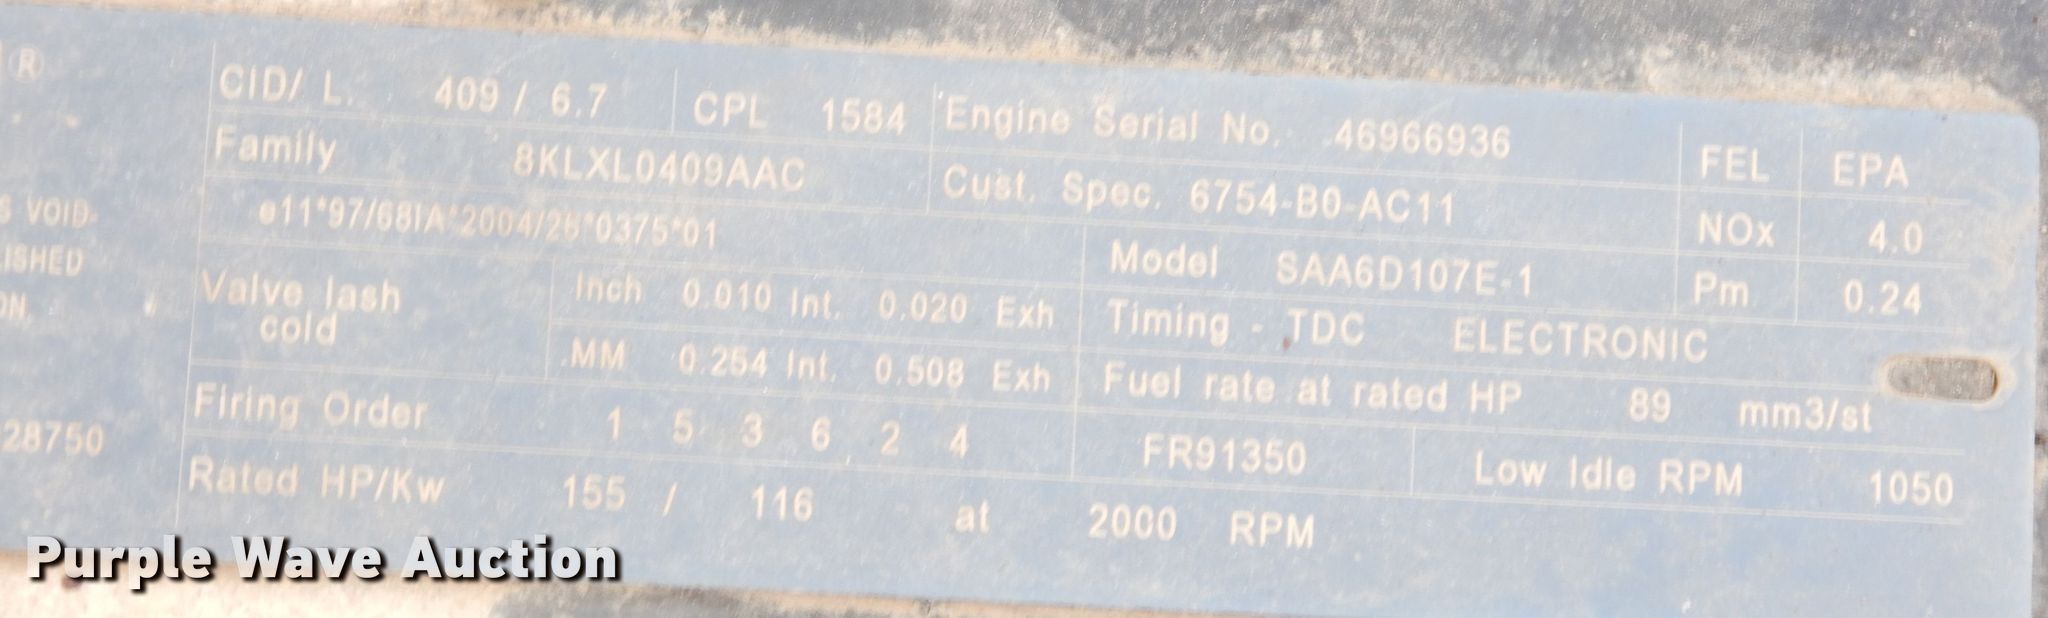 ®
CID/ L. 409 / 6.7 CPL 1584 Engine Serial No. 46966936 FEL EPA
Family 8KLXL0409AAC Cust. Spec. 6754-B0-AC11 NOx 4.0
S VOID e11*97/68IA*2004/26*0375*01 Model SAA6D107E-1 Pm 0.24
ISHED Valve lash cold Inch 0.010 Int. 0.020 Exh Timing - TDC ELECTRONIC
ON. MM 0.254 Int. 0.508 Exh Fuel rate at rated HP 89 mm3/st
Firing Order 1 5 3 6 2 4 FR91350 Low Idle RPM 1050
28750 Rated HP/Kw 155 / 116 at 2000 RPM
Purple Wave Auction